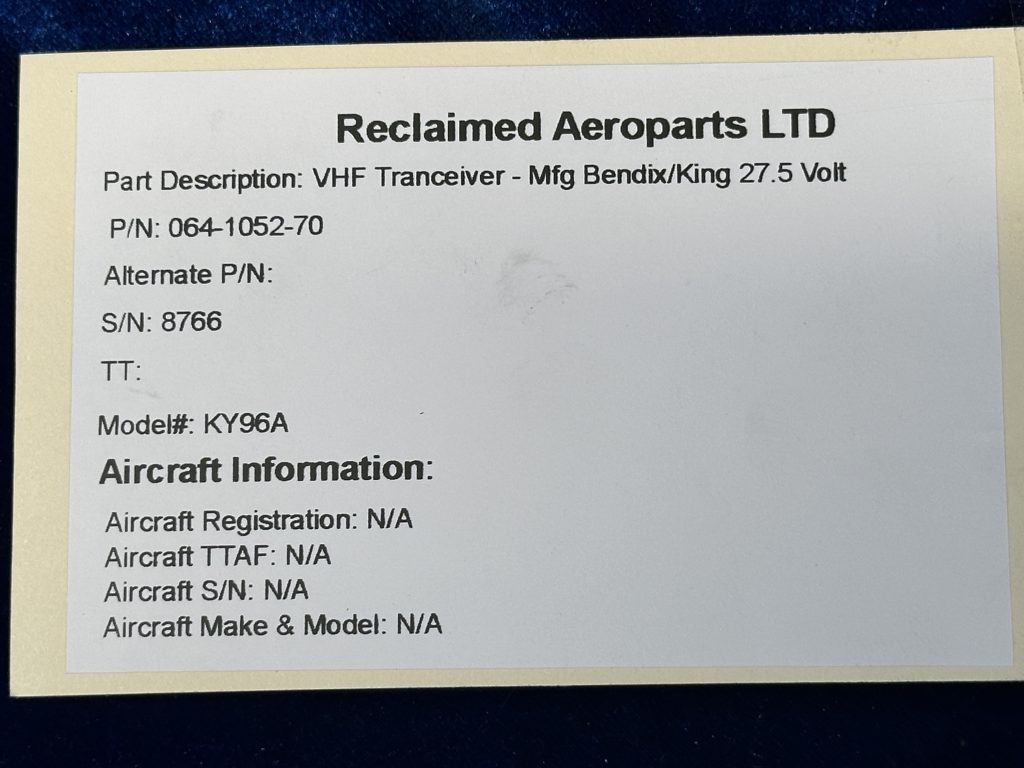 Reclaimed Aeroparts LTD
Part Description: VHF Tranceiver - Mfg Bendix/King 27.5 Volt
P/N: 064-1052-70
Alternate P/N:
S/N: 8766
TT:
Model#: KY96A
Aircraft Information:
Aircraft Registration: N/A
Aircraft TTAF: N/A
Aircraft S/N: N/A
Aircraft Make & Model: N/A